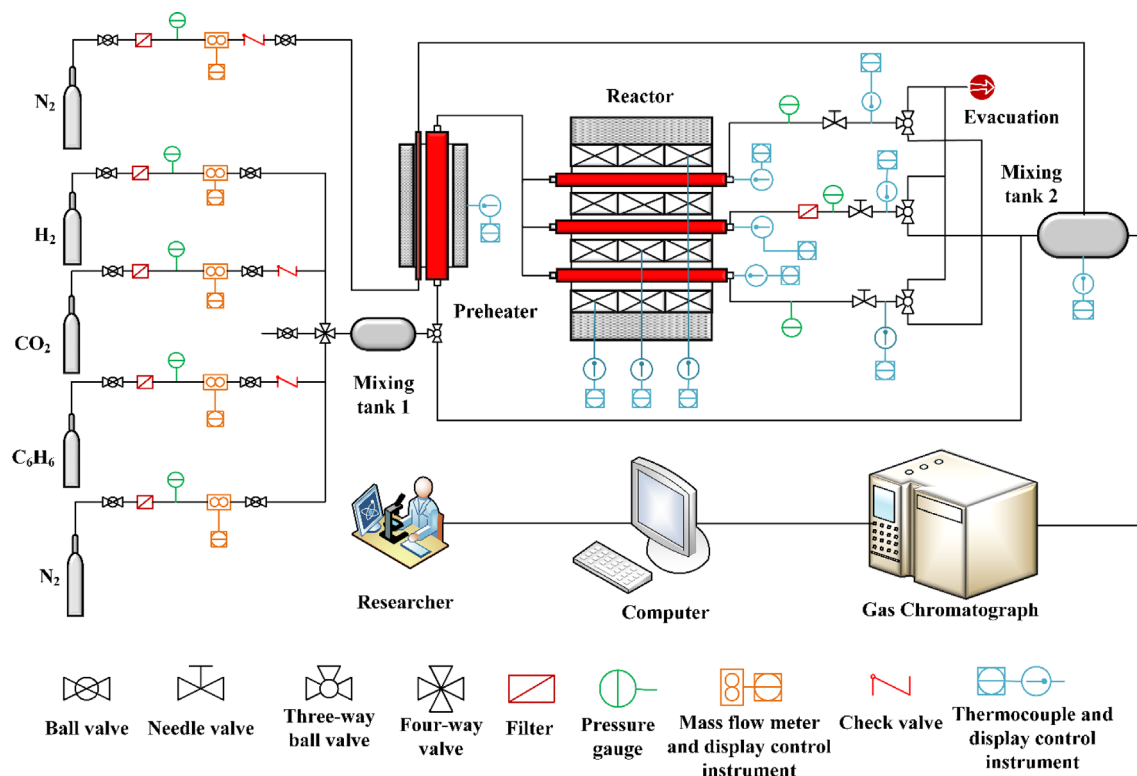 N₂
H₂
CO₂
C₆H₆
N₂
Mixing
tank 1
Preheater
Reactor
Evacuation
Mixing
tank 2
Researcher
Computer
Gas Chromatograph
Ball valve
Needle valve
Three-way
ball valve
Four-way
valve
Filter
Pressure
gauge
Mass flow meter
and display control
instrument
Check valve
Thermocouple and
display control
instrument